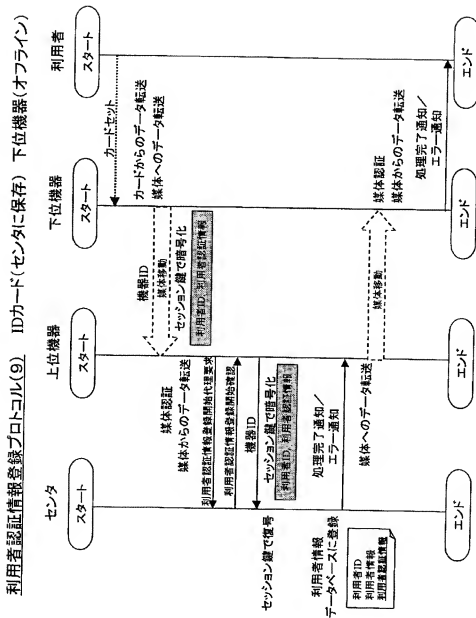 利用者認証情報登録プロトコル(9) IDカード(センタに保存) 下位機器(オフライン)
センタ
上位機器
下位機器
利用者
スタート
スタート
スタート
スタート
カードセット
カードからのデータ転送
媒体へのデータ転送
機器ID
媒体移動
セッション鍵で暗号化
利用者ID、利用者認証情報
媒体認証
媒体からのデータ転送
利用者認証情報登録開始代理要求
利用者認証情報登録開始確認
機器ID
セッション鍵で暗号化
利用者ID、利用者認証情報
セッション鍵で復号
利用者情報
データベースに登録
利用者ID
利用者情報
利用者認証情報
処理完了通知/
エラー通知
媒体へのデータ転送
媒体移動
媒体認証
媒体からのデータ転送
処理完了通知/
エラー通知
エンド
エンド
エンド
エンド